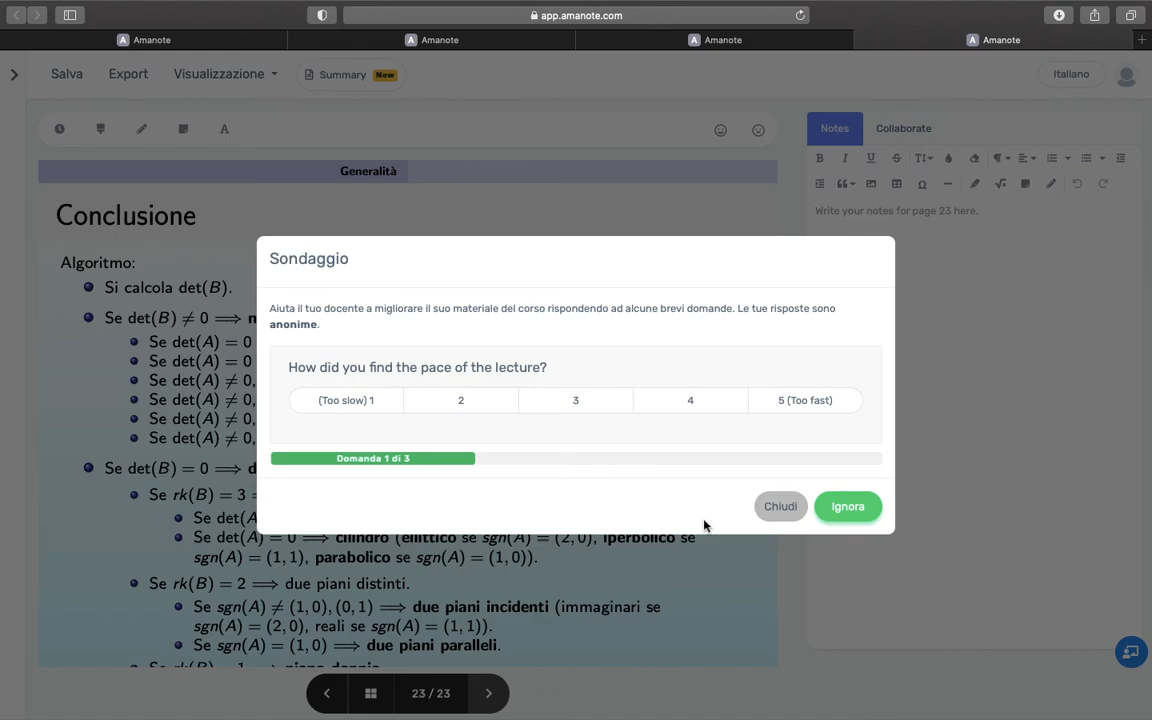 app.amanote.com
Amanote
Amanote
Amanote
Amanote
Salva
Export
Visualizzazione
Summary New
Italiano
Notes
Collaborate
Write your notes for page 23 here.
Generalità
Conclusione
Algoritmo:
Si calcola det(B).
Se det(B) ≠ 0 ⟹
Se det(A) = 0
Se det(A) = 0
Se det(A) ≠ 0,
Se det(A) ≠ 0,
Se det(A) ≠ 0,
Se det(A) ≠ 0,
Se det(B) = 0 ⟹
Se rk(B) = 3
Se det(A)
Se det(A) = 0 ⟹ cilindro (ellittico se sgn(A) = (2,0), iperbolico se
sgn(A) = (1,1), parabolico se sgn(A) = (1,0)).
Se rk(B) = 2 ⟹ due piani distinti.
Se sgn(A) ≠ (1,0),(0,1) ⟹ due piani incidenti (immaginari se
sgn(A) = (2,0), reali se sgn(A) = (1,1)).
Se sgn(A) = (1,0) ⟹ due piani paralleli.
Sondaggio
Aiuta il tuo docente a migliorare il suo materiale del corso rispondendo ad alcune brevi domande. Le tue risposte sono
anonime.
How did you find the pace of the lecture?
(Too slow) 1 2 3 4 5 (Too fast)
Domanda 1 di 3
Chiudi
Ignora
23 / 23